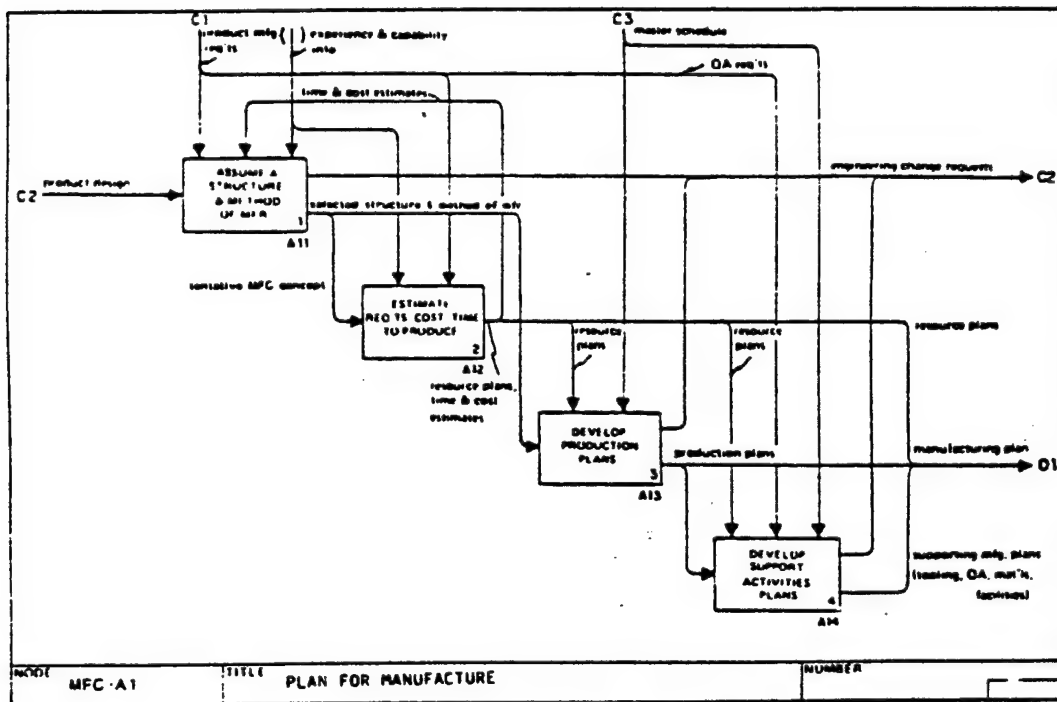 C1
C3
product mfg ( ) experience & capability
req'ts
info
master schedule
QA req'ts
time & cost estimates
engineering change requests
C2
product design
C2
ASSUME A
STRUCTURE
& METHOD
OF MFR
1
A11
selected structure & method of mfr
tentative MFG concept
ESTIMATE
REQ'TS COST, TIME
TO PRODUCE
2
A12
resource
plans
resource
plans
resource plans
resource plans,
time & cost
estimates
DEVELOP
PRODUCTION
PLANS
3
A13
production plans
manufacturing plan
O1
DEVELOP
SUPPORT
ACTIVITIES
PLANS
4
A14
supporting mfg. plans
(tooling, QA, mat'ls,
facilities)
NODE
MFG-A1
TITLE
PLAN FOR MANUFACTURE
NUMBER